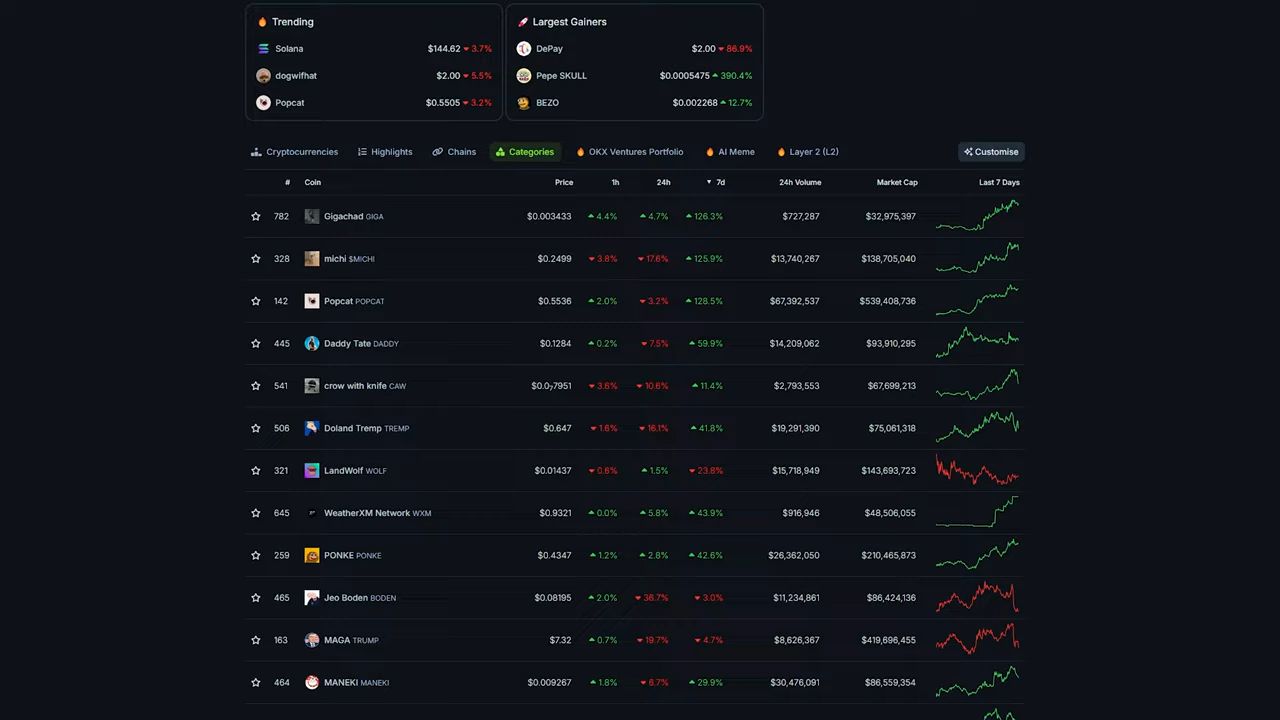 Trending
Solana $144.62 3.7%
dogwifhat $2.00 5.5%
Popcat $0.5505 3.2%
Largest Gainers
DePay $2.00 86.9%
Pepe SKULL $0.0005475 390.4%
BEZO $0.002268 12.7%
Cryptocurrencies Highlights Chains Categories OKX Ventures Portfolio AI Meme Layer 2 (L2) Customise
# Coin Price 1h 24h 7d 24h Volume Market Cap Last 7 Days
782 Gigachad GIGA $0.003433 4.4% 4.7% 126.3% $727,287 $32,975,397
328 michi $MICHI $0.2499 3.8% 17.6% 125.9% $13,740,267 $138,705,040
142 Popcat POPCAT $0.5536 2.0% 3.2% 128.5% $67,392,537 $539,408,736
445 Daddy Tate DADDY $0.1284 0.2% 7.5% 59.9% $14,209,062 $93,910,295
541 crow with knife CAW $0.0₇7951 3.6% 10.6% 11.4% $2,793,553 $67,699,213
506 Doland Tremp TREMP $0.647 1.6% 16.1% 41.8% $19,291,390 $75,061,318
321 LandWolf WOLF $0.01437 0.6% 1.5% 23.8% $15,718,949 $143,693,723
645 WeatherXM Network WXM $0.9321 0.0% 5.8% 43.9% $916,946 $48,506,055
259 PONKE PONKE $0.4347 1.2% 2.8% 42.6% $26,362,050 $210,465,873
465 Jeo Boden BODEN $0.08195 2.0% 36.7% 3.0% $11,234,861 $86,424,136
163 MAGA TRUMP $7.32 0.7% 19.7% 4.7% $8,626,367 $419,696,455
464 MANEKI MANEKI $0.009267 1.8% 6.7% 29.9% $30,476,091 $86,559,354